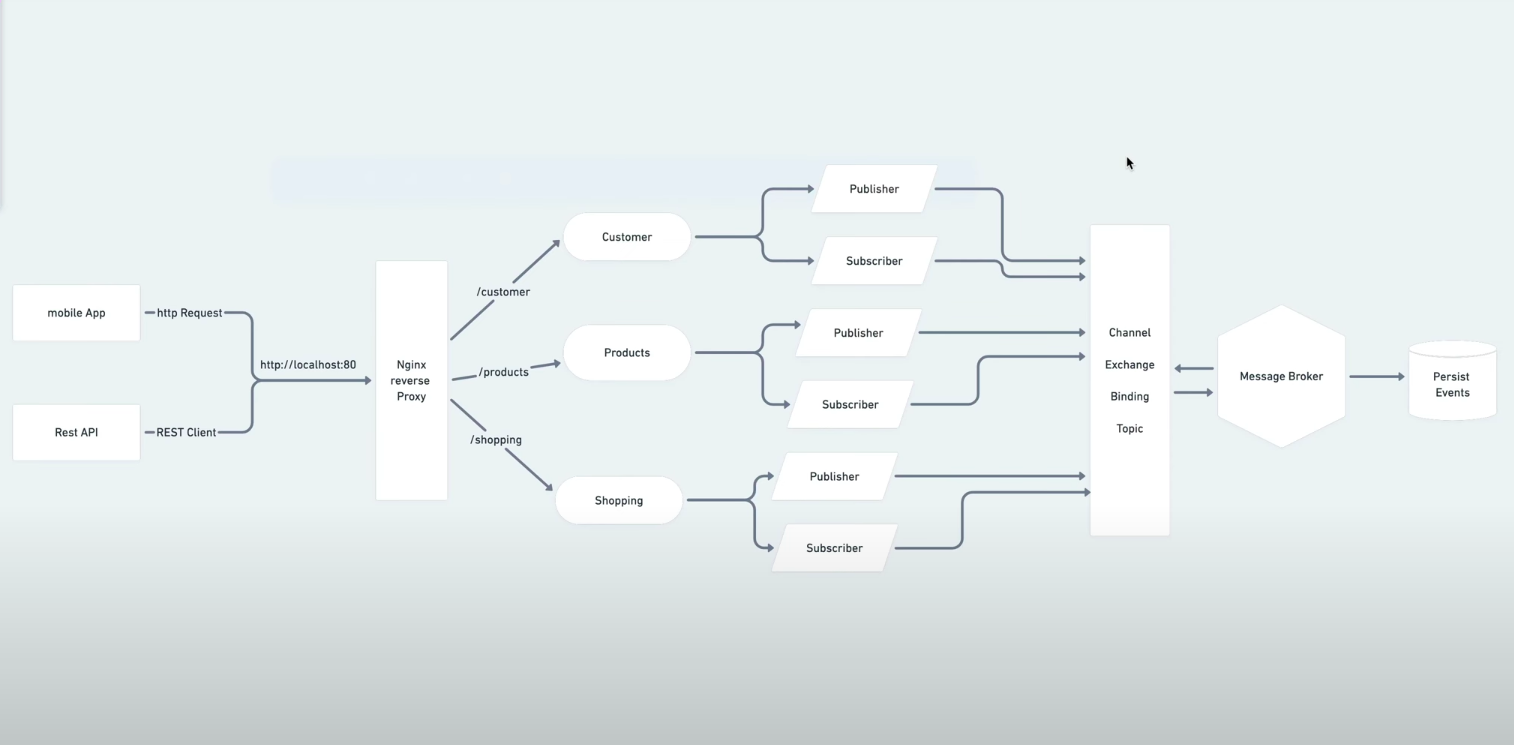 mobile App
http Request
Rest API
REST Client
http://localhost:80
Nginx
reverse
Proxy
/customer
/products
/shopping
Customer
Products
Shopping
Publisher
Subscriber
Publisher
Subscriber
Publisher
Subscriber
Channel
Exchange
Binding
Topic
Message Broker
Persist
Events